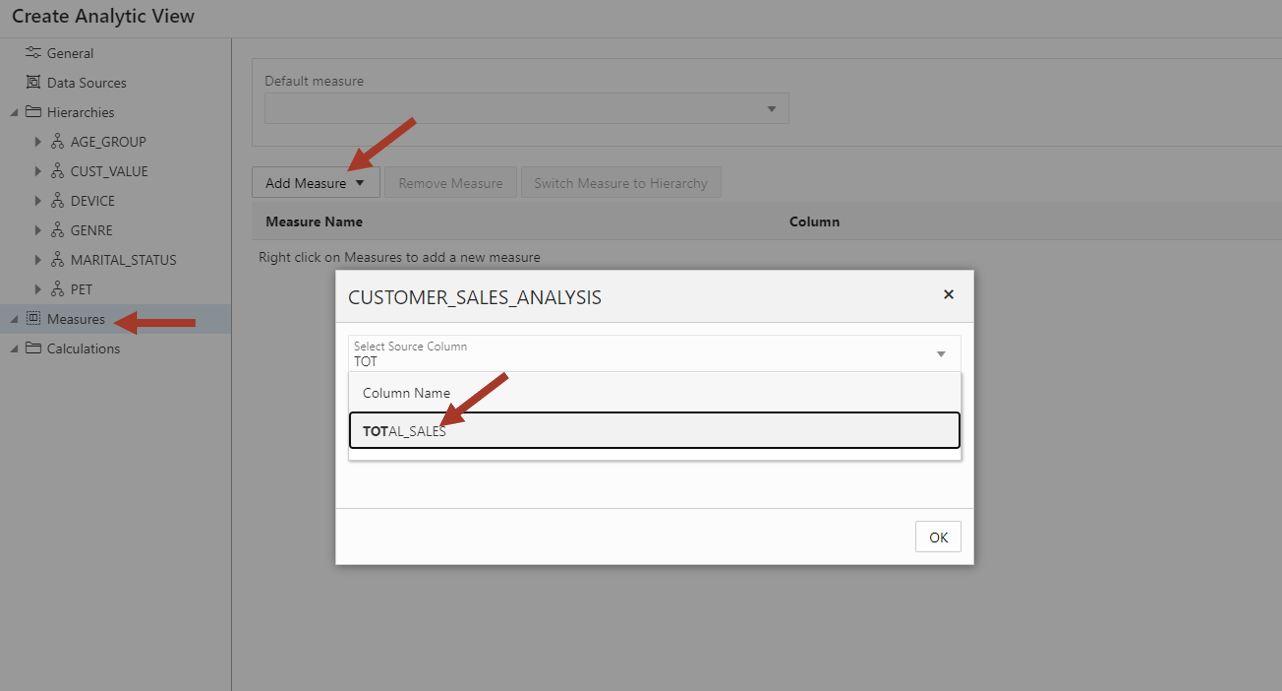 Create Analytic View
General
Data Sources
Hierarchies
AGE_GROUP
CUST_VALUE
DEVICE
GENRE
MARITAL_STATUS
PET
Measures
Calculations
Default measure
Add Measure
Remove Measure
Switch Measure to Hierarchy
Measure Name
Column
Right click on Measures to add a new measure
CUSTOMER_SALES_ANALYSIS
Select Source Column
TOT
Column Name
TOTAL_SALES
OK